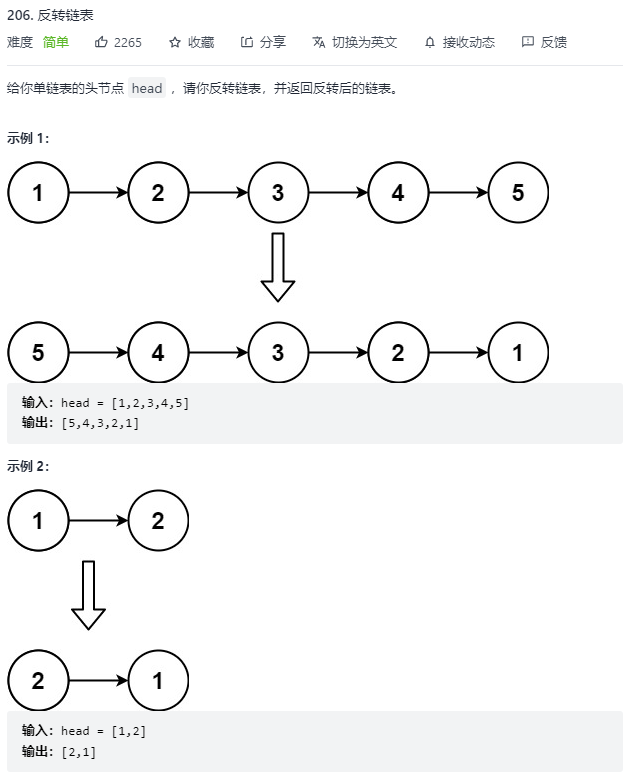 206. 反转链表
难度 简单 2265 收藏 分享 切换为英文 接收动态 反馈
给你单链表的头节点 head ，请你反转链表，并返回反转后的链表。
示例 1：
1 2 3 4 5
5 4 3 2 1
输入：head = [1,2,3,4,5]
输出：[5,4,3,2,1]
示例 2：
1 2
2 1
输入：head = [1,2]
输出：[2,1]